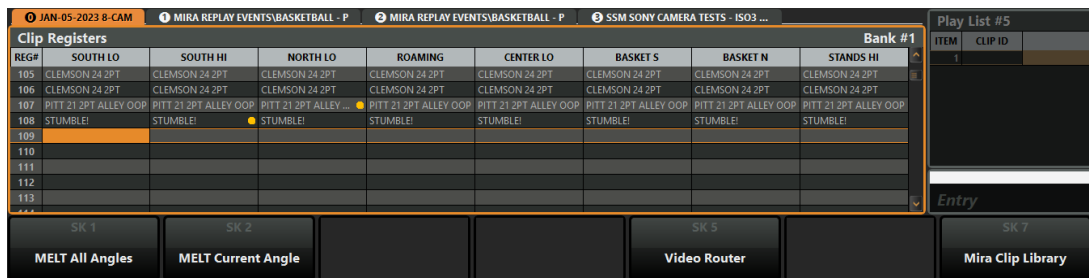 0 JAN-05-2023 8-CAM 1 MIRA REPLAY EVENTS\BASKETBALL - P 2 MIRA REPLAY EVENTS\BASKETBALL - P 3 SSM SONY CAMERA TESTS - ISO3 ... Play List #5
Clip Registers Bank #1
ITEM CLIP ID
REG# SOUTH LO SOUTH HI NORTH LO ROAMING CENTER LO BASKET S BASKET N STANDS HI
1
105 CLEMSON 24 2PT CLEMSON 24 2PT CLEMSON 24 2PT CLEMSON 24 2PT CLEMSON 24 2PT CLEMSON 24 2PT CLEMSON 24 2PT CLEMSON 24 2PT
106 CLEMSON 24 2PT CLEMSON 24 2PT CLEMSON 24 2PT CLEMSON 24 2PT CLEMSON 24 2PT CLEMSON 24 2PT CLEMSON 24 2PT CLEMSON 24 2PT
107 PITT 21 2PT ALLEY OOP PITT 21 2PT ALLEY OOP PITT 21 2PT ALLEY ... PITT 21 2PT ALLEY OOP PITT 21 2PT ALLEY OOP PITT 21 2PT ALLEY OOP PITT 21 2PT ALLEY OOP PITT 21 2PT ALLEY OOP
108 STUMBLE! STUMBLE! STUMBLE! STUMBLE! STUMBLE! STUMBLE! STUMBLE! STUMBLE!
109
110
111
112
113
Entry
SK 1 SK 2 SK 5 SK 7
MELT All Angles MELT Current Angle Video Router Mira Clip Library